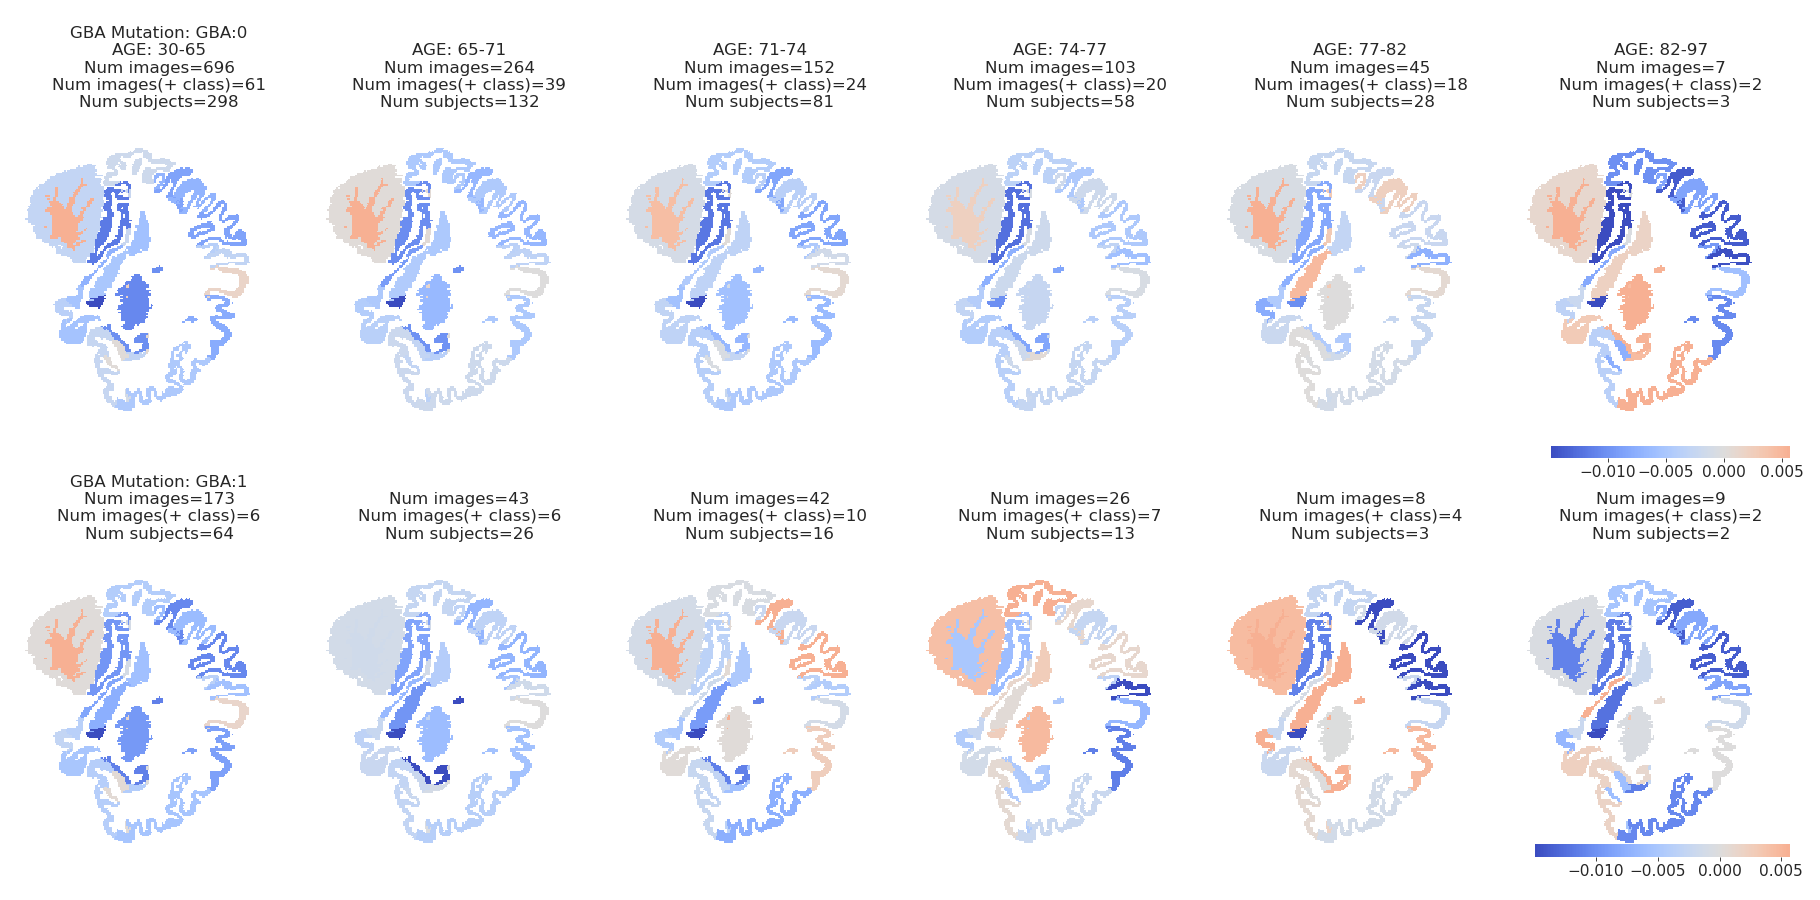 GBA Mutation: GBA:0
AGE: 30-65
Num images=696
Num images(+ class)=61
Num subjects=298
AGE: 65-71
Num images=264
Num images(+ class)=39
Num subjects=132
AGE: 71-74
Num images=152
Num images(+ class)=24
Num subjects=81
AGE: 74-77
Num images=103
Num images(+ class)=20
Num subjects=58
AGE: 77-82
Num images=45
Num images(+ class)=18
Num subjects=28
AGE: 82-97
Num images=7
Num images(+ class)=2
Num subjects=3
−0.010 −0.005 0.000 0.005
GBA Mutation: GBA:1
Num images=173
Num images(+ class)=6
Num subjects=64
Num images=43
Num images(+ class)=6
Num subjects=26
Num images=42
Num images(+ class)=10
Num subjects=16
Num images=26
Num images(+ class)=7
Num subjects=13
Num images=8
Num images(+ class)=4
Num subjects=3
Num images=9
Num images(+ class)=2
Num subjects=2
−0.010 −0.005 0.000 0.005